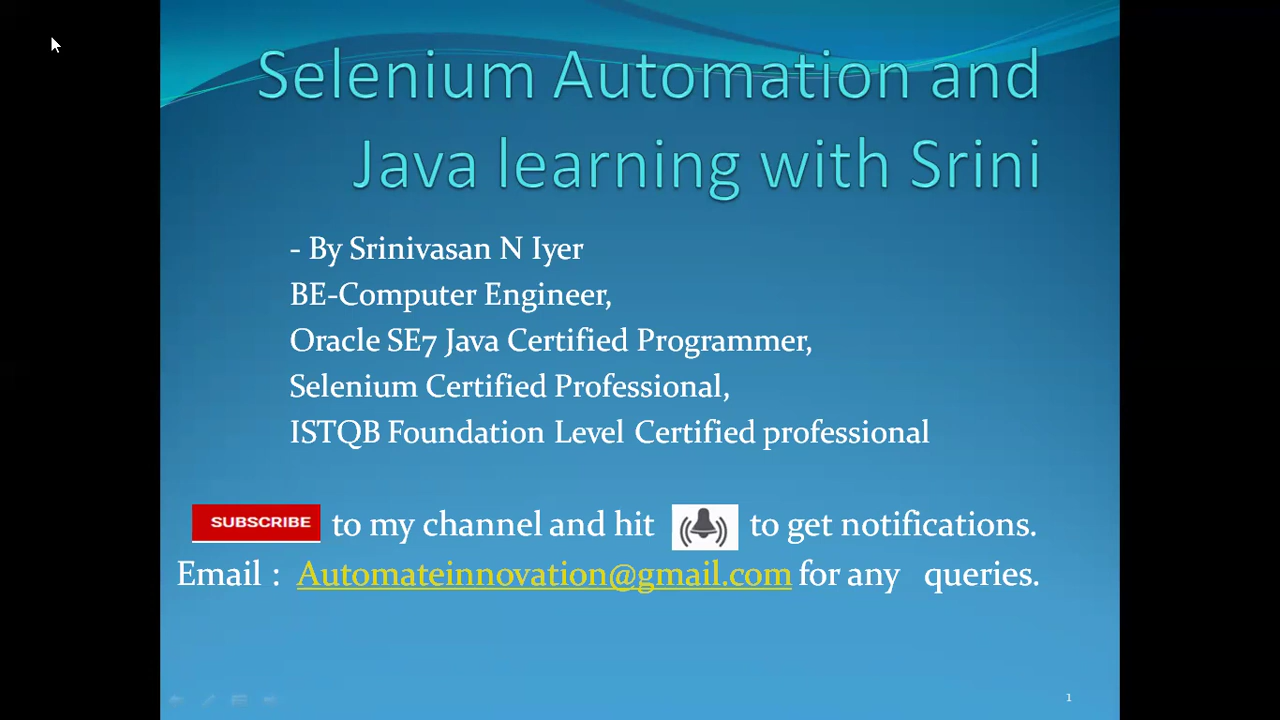 Selenium Automation and
Java learning with Srini
- By Srinivasan N Iyer
BE-Computer Engineer,
Oracle SE7 Java Certified Programmer,
Selenium Certified Professional,
ISTQB Foundation Level Certified professional
SUBSCRIBE to my channel and hit to get notifications.
Email : Automateinnovation@gmail.com for any queries.
1